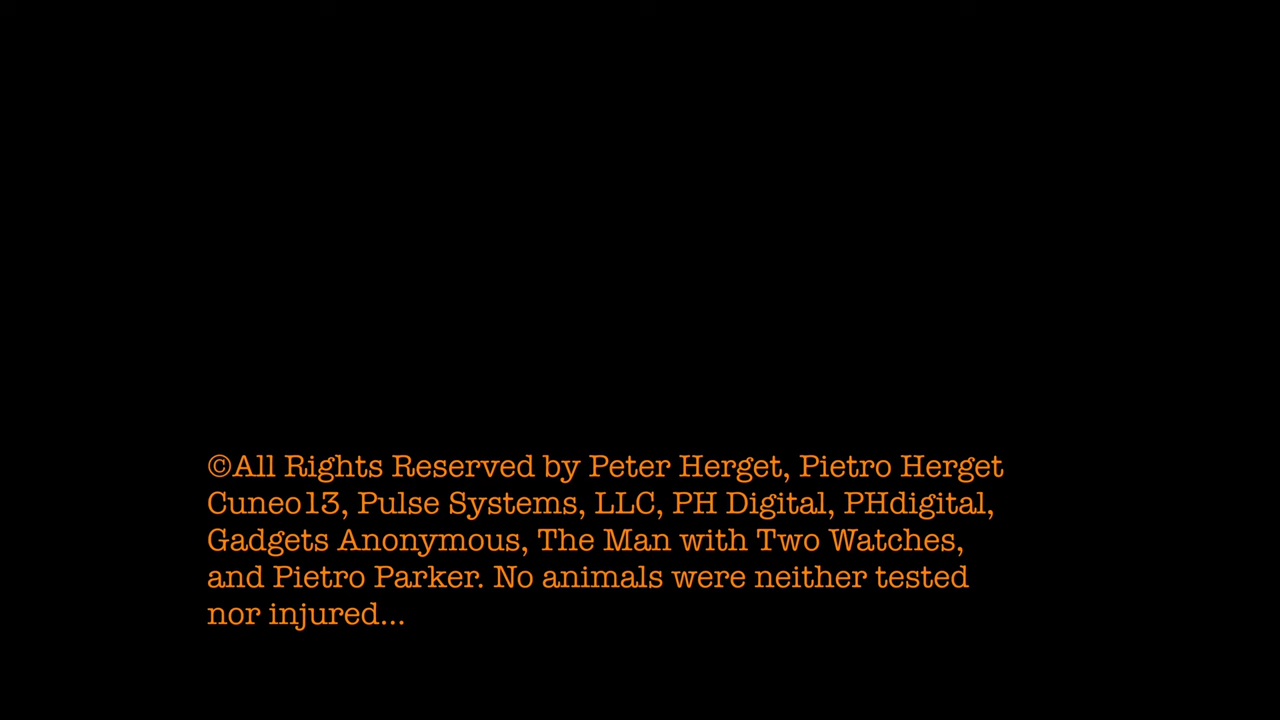 ©All Rights Reserved by Peter Herget, Pietro Herget
Cuneo13, Pulse Systems, LLC, PH Digital, PHdigital,
Gadgets Anonymous, The Man with Two Watches,
and Pietro Parker. No animals were neither tested
nor injured...